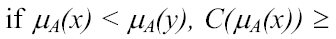 if μA(x) < μA(y), C(μA(x)) ≥